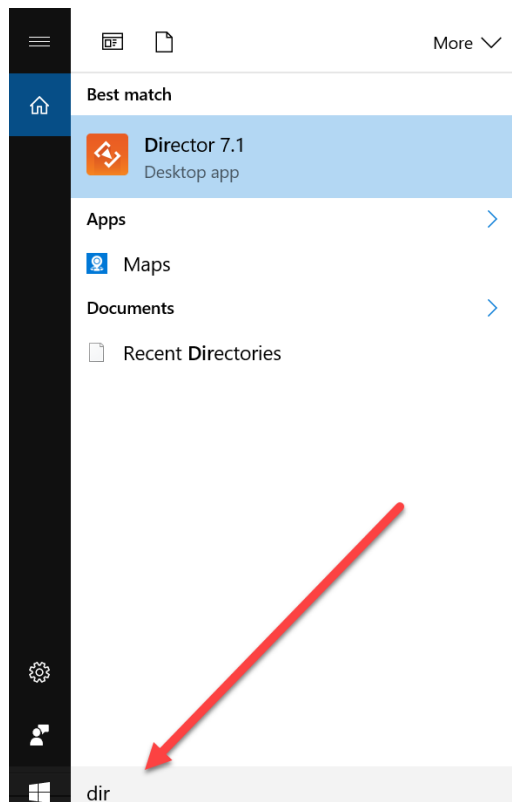 More
Best match
Director 7.1
Desktop app
Apps
Maps
Documents
Recent Directories
dir